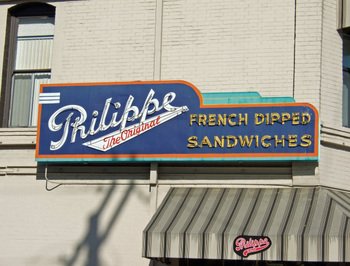 Philippe
The Original
FRENCH DIPPED
SANDWICHES
Philippe